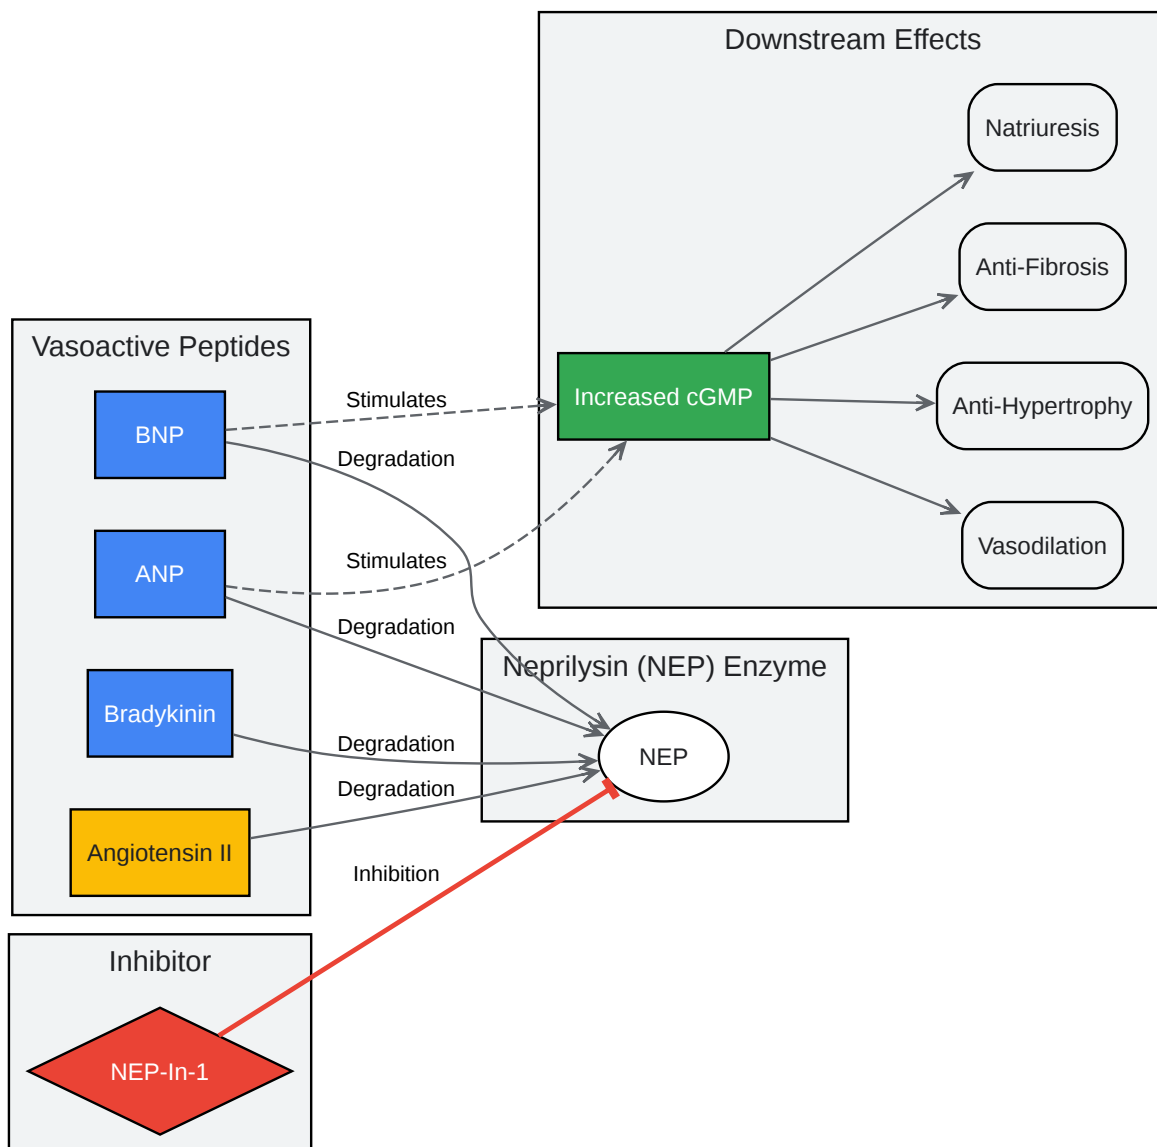 Downstream Effects
Natriuresis
Anti-Fibrosis
Vasoactive Peptides
Increased cGMP
Stimulates
Anti-Hypertrophy
BNP
Degradation
Vasodilation
ANP
Stimulates
Degradation
Neprilysin (NEP) Enzyme
Bradykinin
Degradation
NEP
Degradation
Angiotensin II
Inhibition
Inhibitor
NEP-In-1